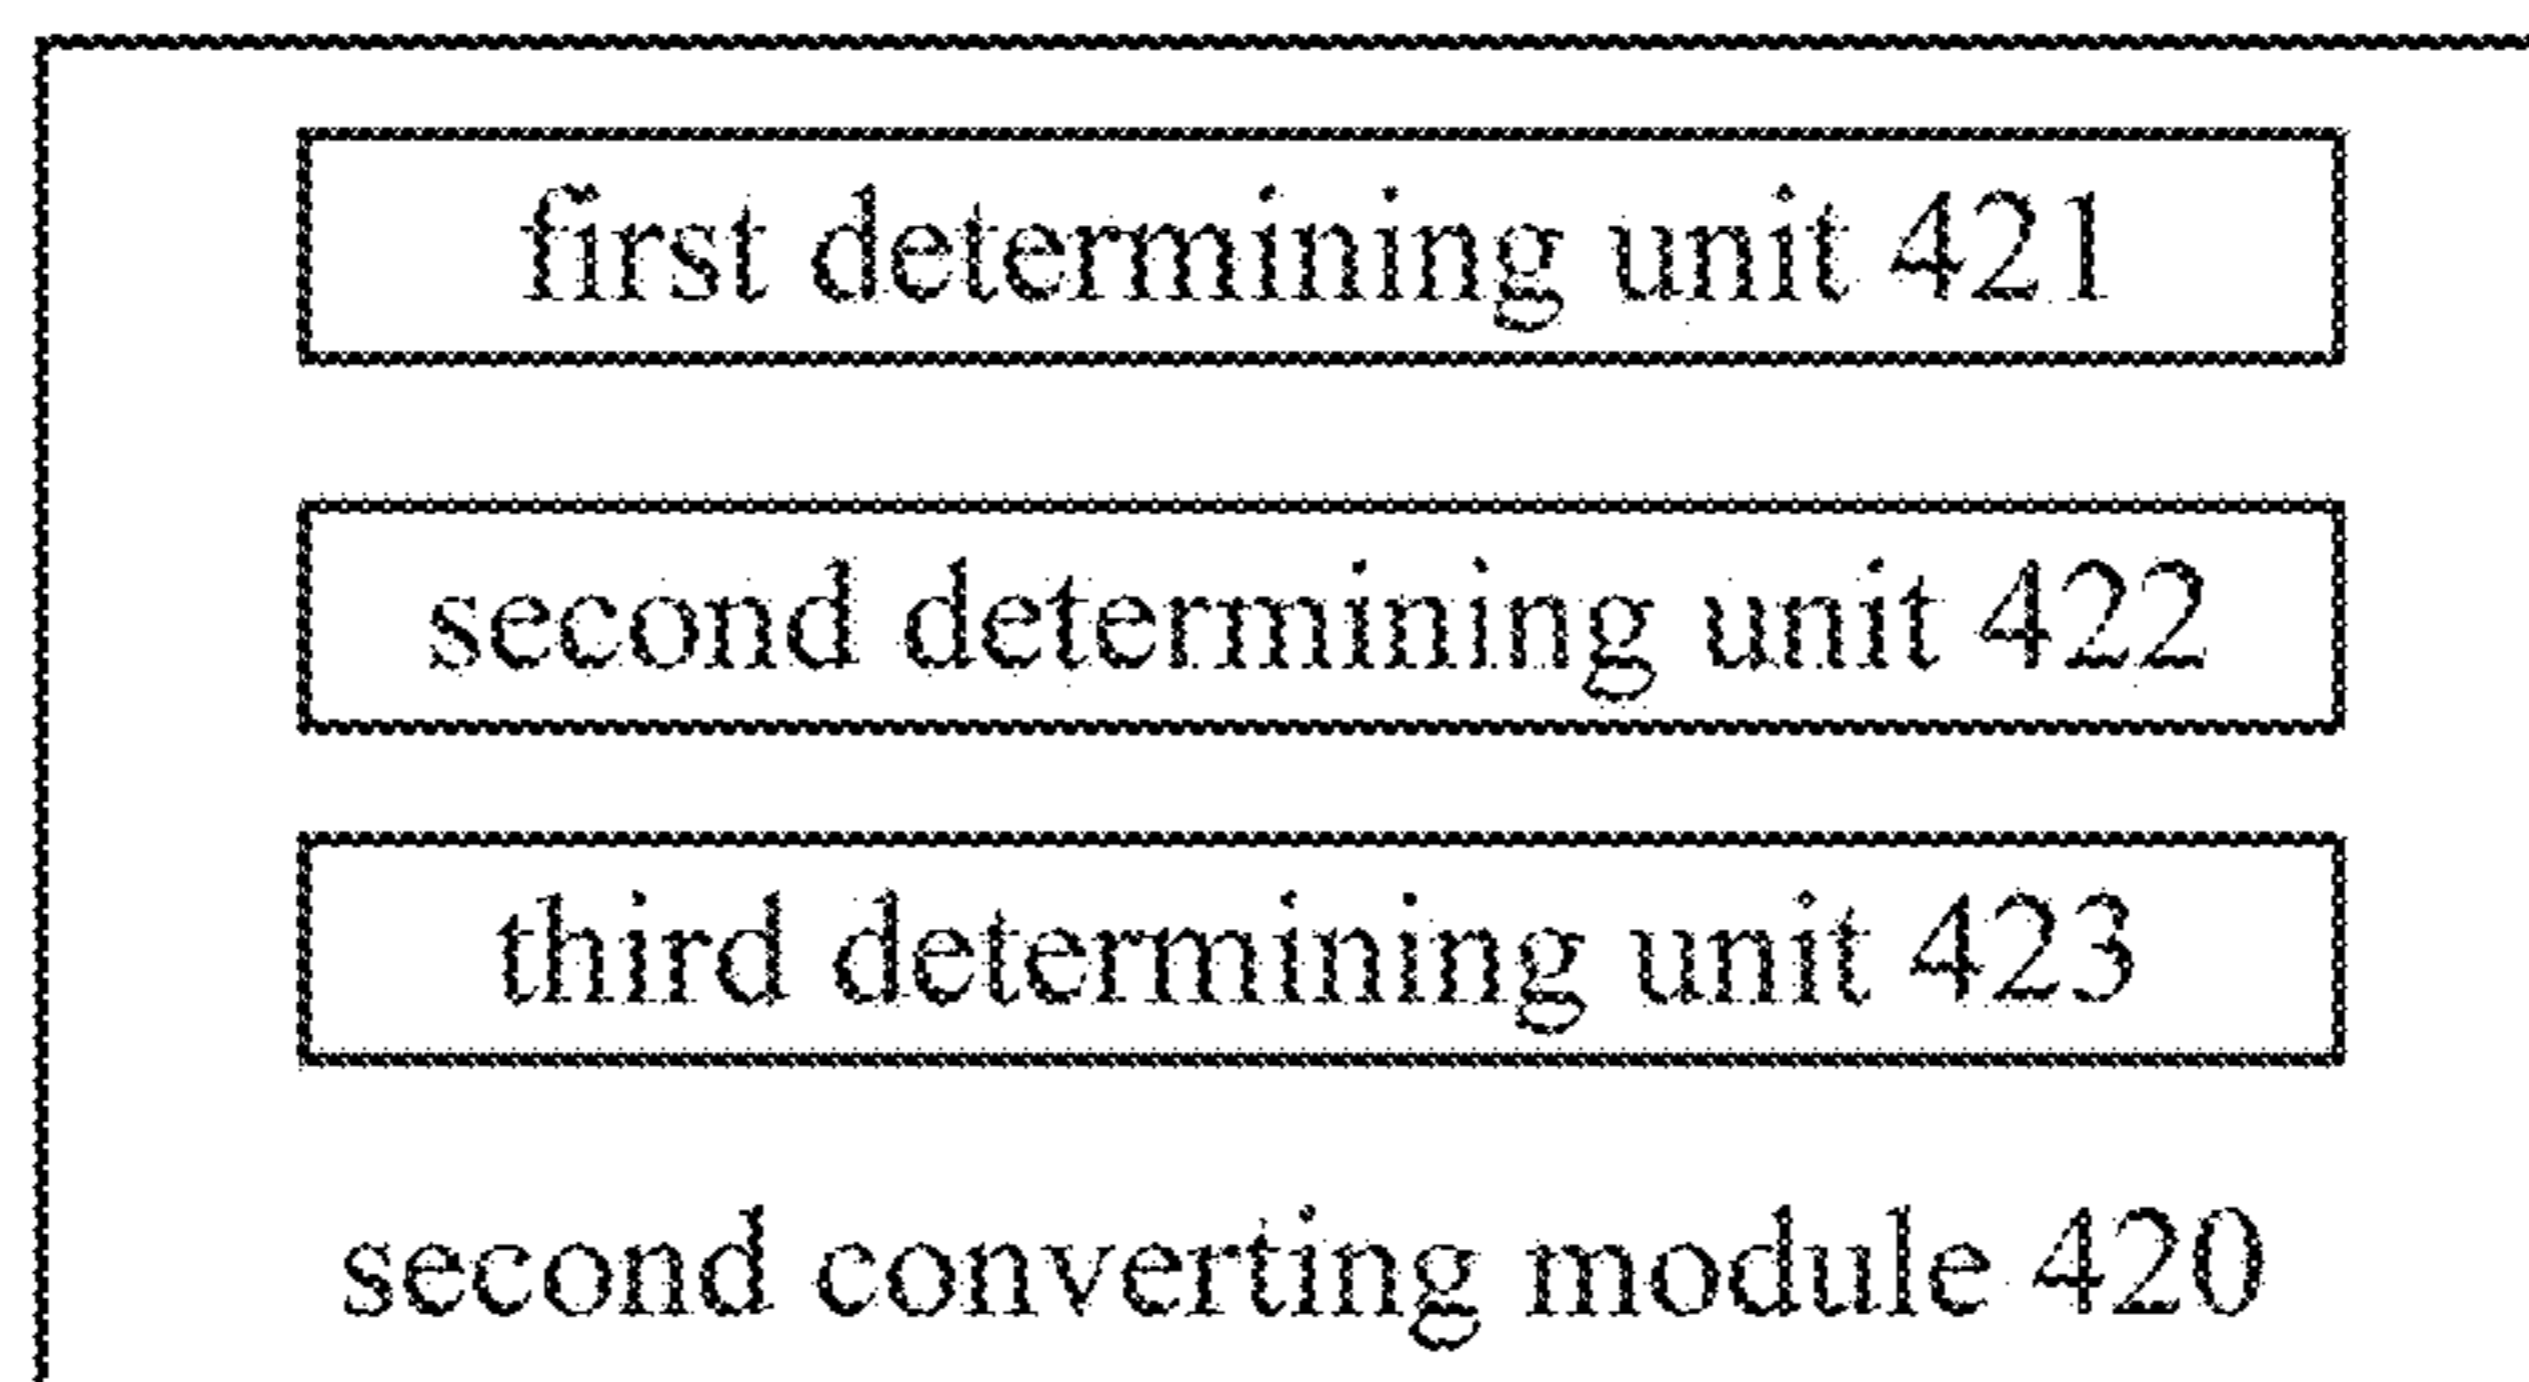 first determining unit 421
second determining unit 422
third determining unit 423
second converting module 420